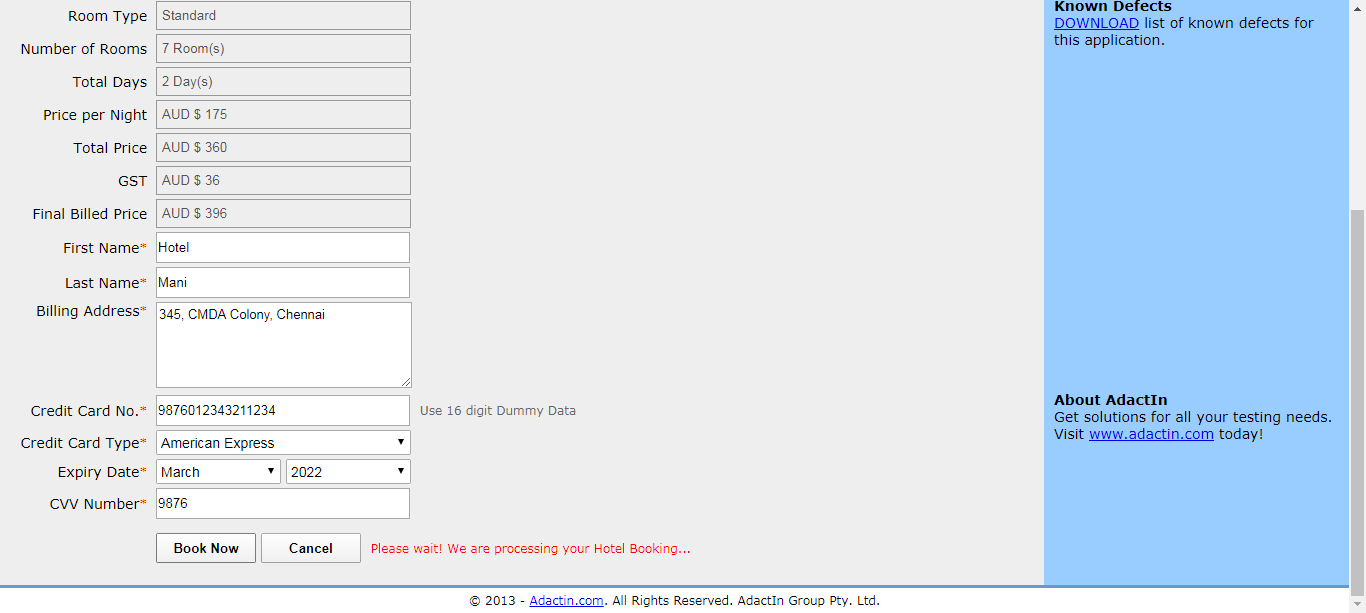 Room Type Standard
Number of Rooms 7 Room(s)
Total Days 2 Day(s)
Price per Night AUD $ 175
Total Price AUD $ 360
GST AUD $ 36
Final Billed Price AUD $ 396
First Name* Hotel
Last Name* Mani
Billing Address* 345, CMDA Colony, Chennai
Credit Card No.* 9876012343211234 Use 16 digit Dummy Data
Credit Card Type* American Express
Expiry Date* March 2022
CVV Number* 9876
Book Now Cancel Please wait! We are processing your Hotel Booking...
Known Defects
DOWNLOAD list of known defects for
this application.
About AdactIn
Get solutions for all your testing needs.
Visit www.adactin.com today!
© 2013 - Adactin.com. All Rights Reserved. AdactIn Group Pty. Ltd.